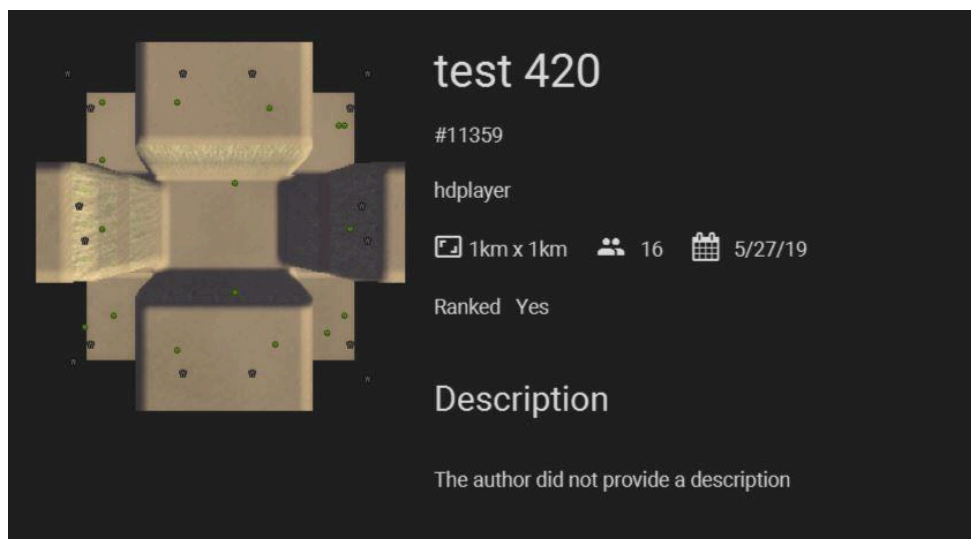 test 420
#11359
hdplayer
1km x 1km 16 5/27/19
Ranked Yes
Description
The author did not provide a description